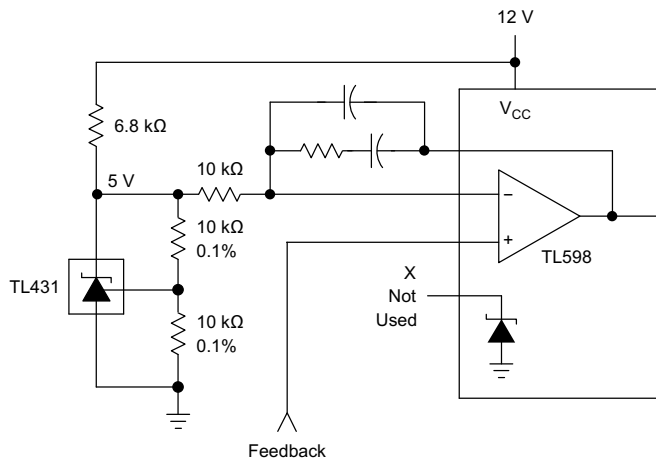 12 V
V_CC
6.8 kΩ
5 V
10 kΩ
10 kΩ
0.1%
TL431
10 kΩ
0.1%
−
+
TL598
X
Not
Used
Feedback